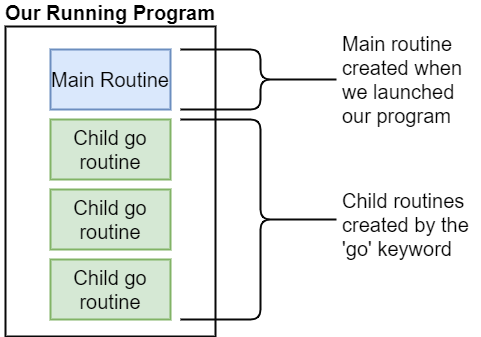 Our Running Program
Main Routine
Main routine
created when
we launched
our program
Child go
routine
Child go
routine
Child go
routine
Child routines
created by the
'go' keyword